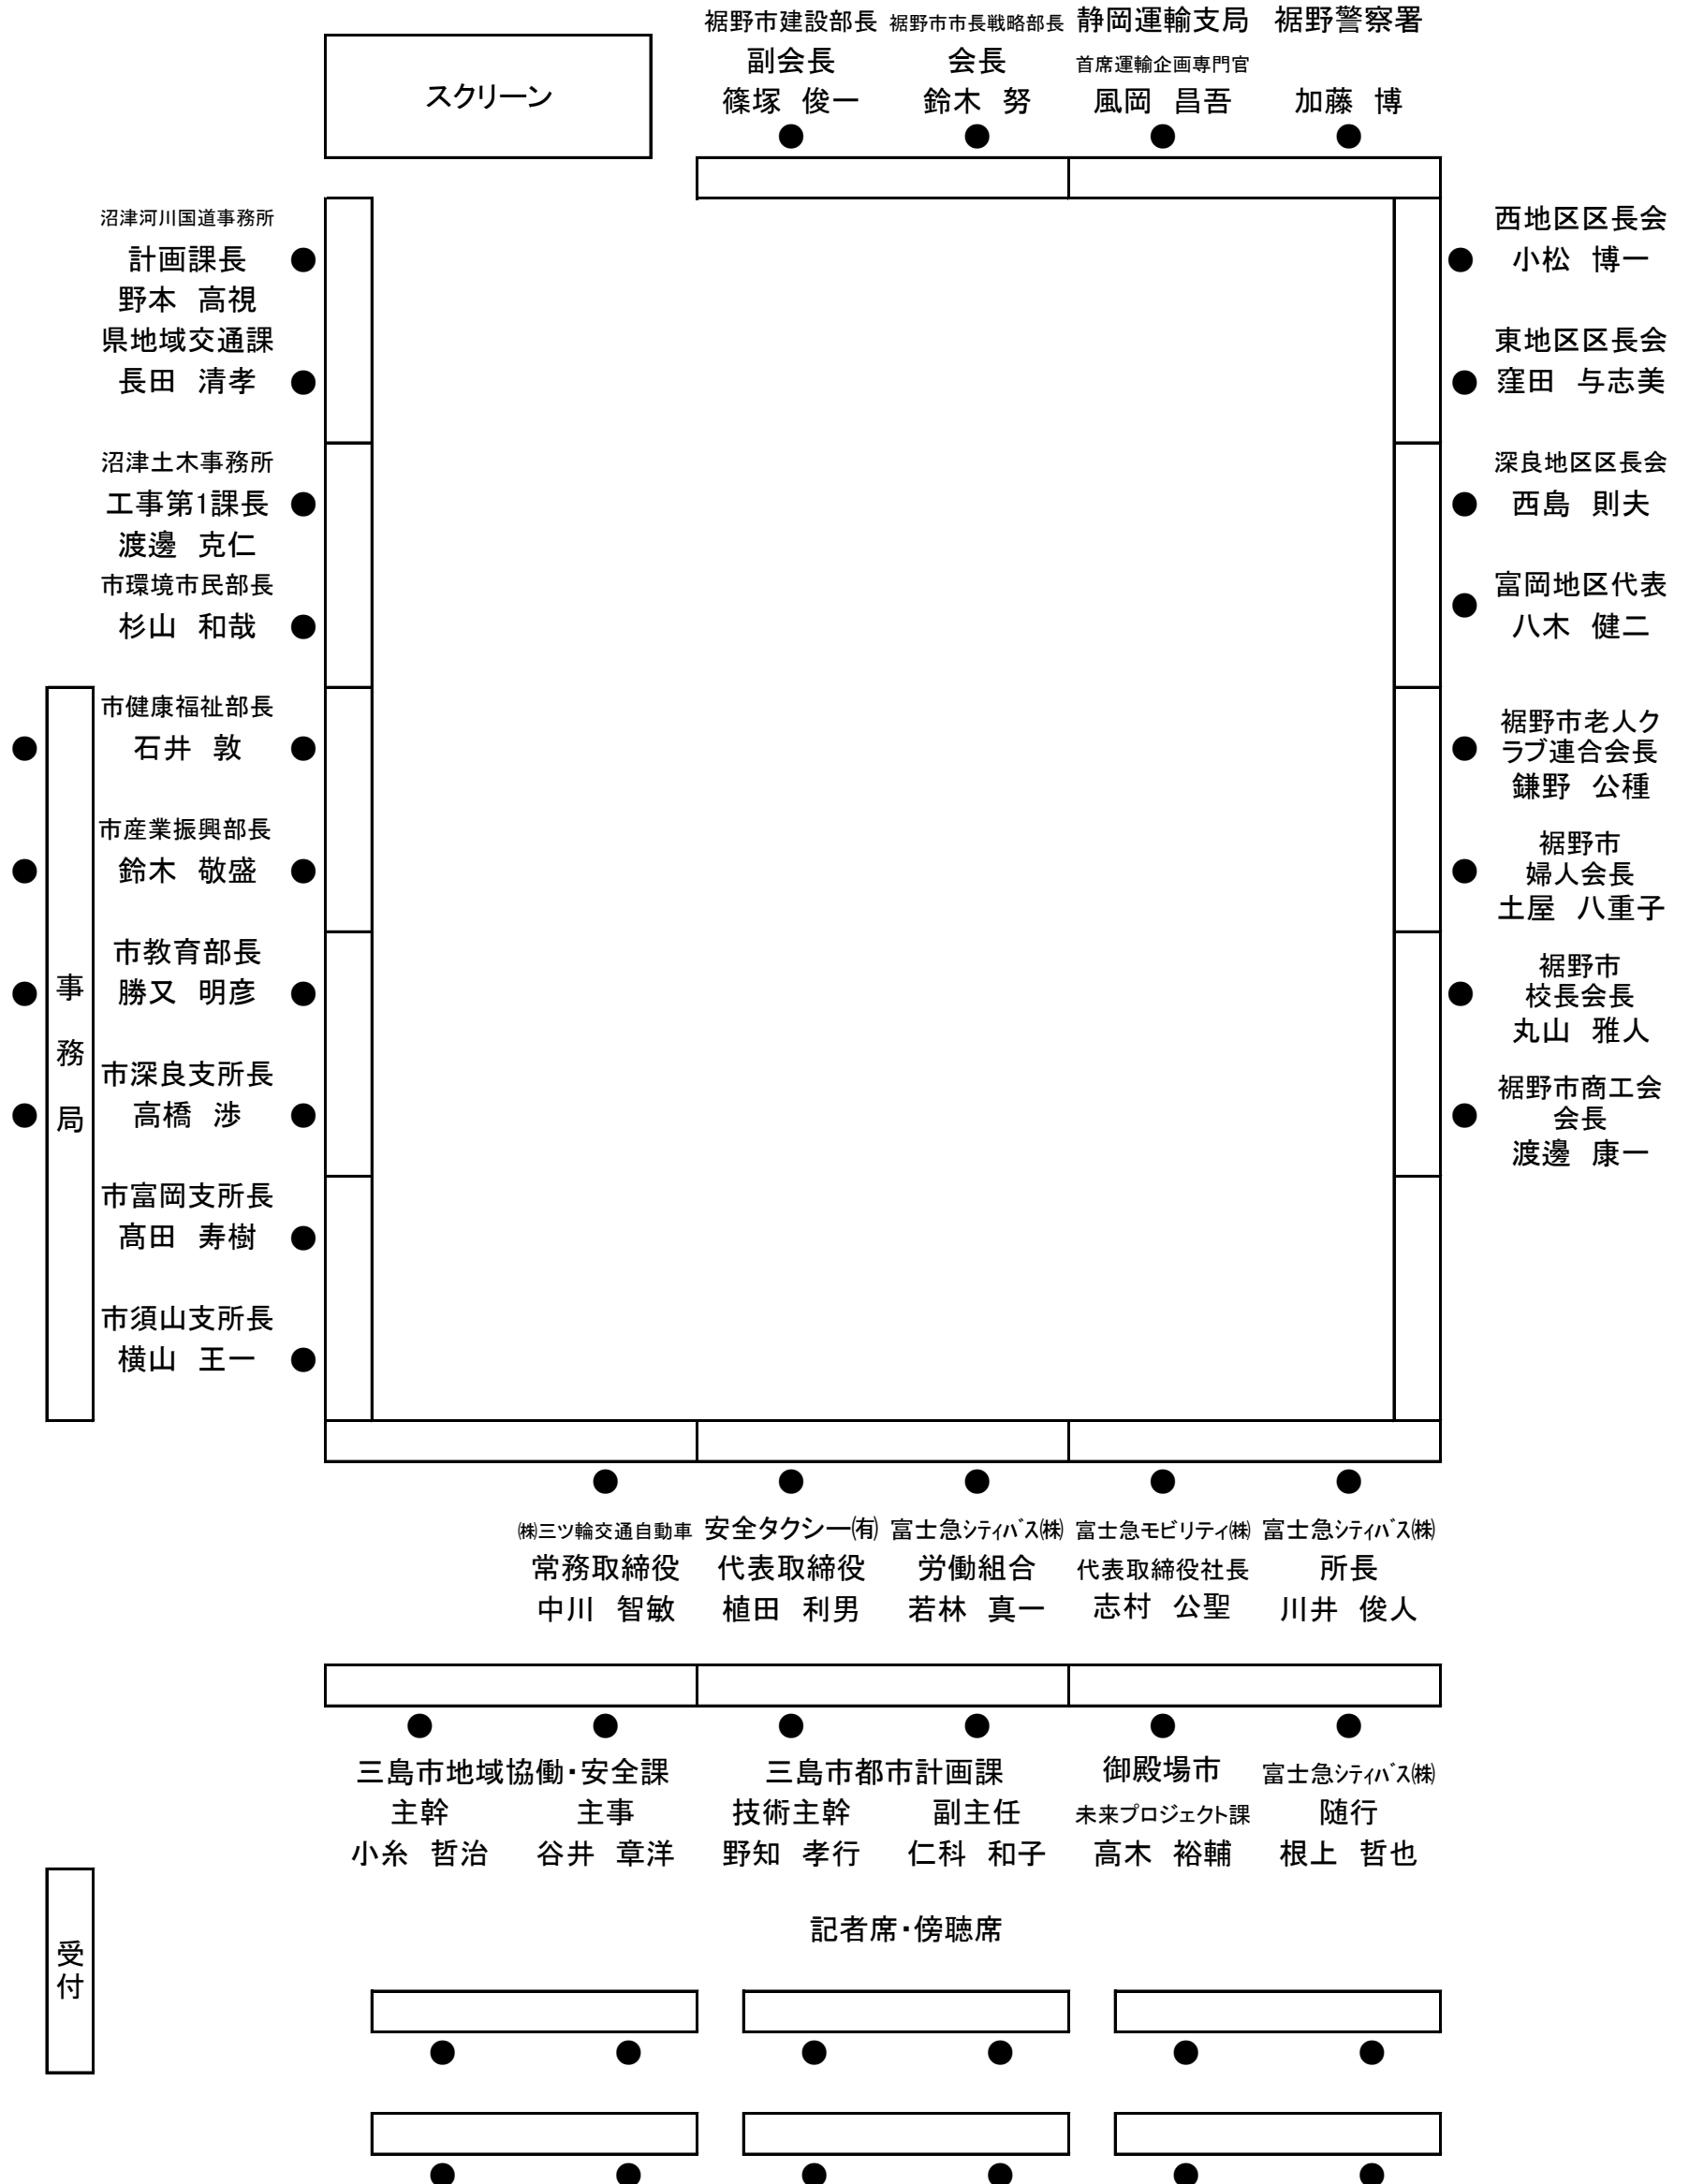 スクリーン
裾野市建設部長
副会長
篠塚 俊一
裾野市市長戦略部長
会長
鈴木 努
静岡運輸支局
首席運輸企画専門官
風岡 昌吾
裾野警察署
加藤 博
沼津河川国道事務所
計画課長
野本 高視
県地域交通課
長田 清孝
沼津土木事務所
工事第1課長
渡邊 克仁
市環境市民部長
杉山 和哉
市健康福祉部長
石井 敦
市産業振興部長
鈴木 敬盛
市教育部長
勝又 明彦
市深良支所長
高橋 渉
市富岡支所長
髙田 寿樹
市須山支所長
横山 王一
事務局
西地区区長会
小松 博一
東地区区長会
窪田 与志美
深良地区区長会
西島 則夫
富岡地区代表
八木 健二
裾野市老人ク
ラブ連合会長
鎌野 公種
裾野市
婦人会長
土屋 八重子
裾野市
校長会長
丸山 雅人
裾野市商工会
会長
渡邊 康一
㈱三ツ輪交通自動車
常務取締役
中川 智敏
安全タクシー㈲
代表取締役
植田 利男
富士急ｼﾃｨﾊﾞｽ㈱
労働組合
若林 真一
富士急モビリティ㈱
代表取締役社長
志村 公聖
富士急ｼﾃｨﾊﾞｽ㈱
所長
川井 俊人
三島市地域協働・安全課
主幹 主事
小糸 哲治 谷井 章洋
三島市都市計画課
技術主幹 副主任
野知 孝行 仁科 和子
御殿場市
未来プロジェクト課
高木 裕輔
富士急ｼﾃｨﾊﾞｽ㈱
随行
根上 哲也
記者席・傍聴席
受付